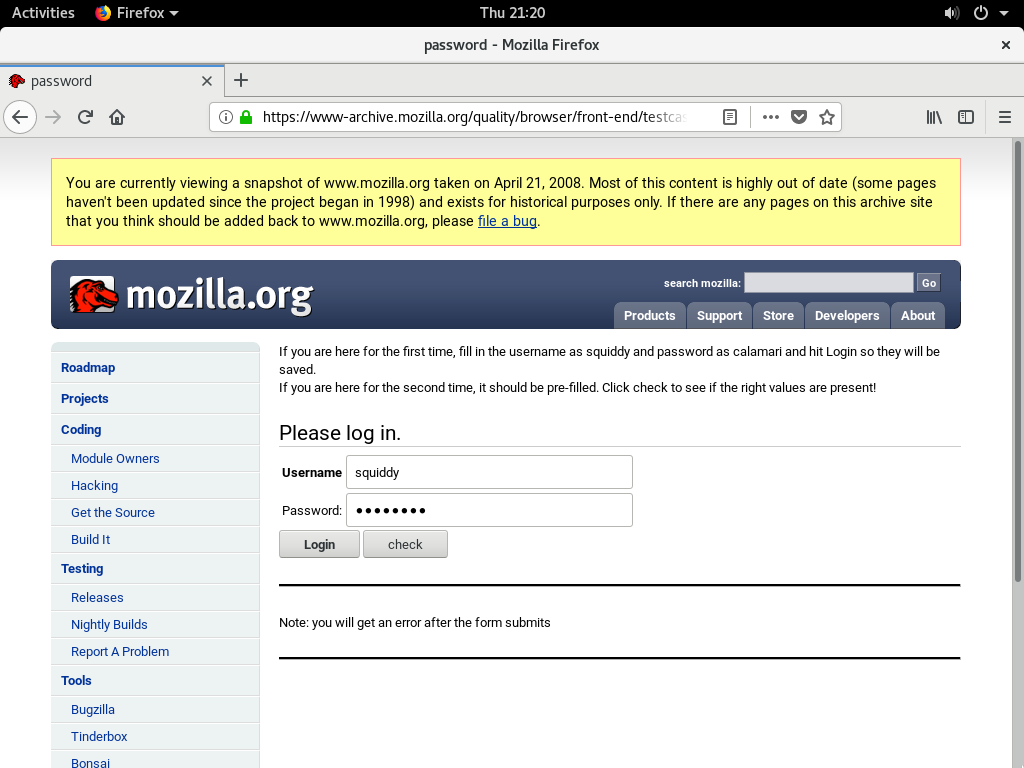 Activities Firefox Thu 21:20
password - Mozilla Firefox
password
https://www-archive.mozilla.org/quality/browser/front-end/testca
You are currently viewing a snapshot of www.mozilla.org taken on April 21, 2008. Most of this content is highly out of date (some pages
haven't been updated since the project began in 1998) and exists for historical purposes only. If there are any pages on this archive site
that you think should be added back to www.mozilla.org, please file a bug.
mozilla.org
search mozilla: Go
Products Support Store Developers About
Roadmap
Projects
Coding
Module Owners
Hacking
Get the Source
Build It
Testing
Releases
Nightly Builds
Report A Problem
Tools
Bugzilla
Tinderbox
Bonsai
If you are here for the first time, fill in the username as squiddy and password as calamari and hit Login so they will be
saved.
If you are here for the second time, it should be pre-filled. Click check to see if the right values are present!
Please log in.
Username squiddy
Password: ●●●●●●●●
Login check
Note: you will get an error after the form submits